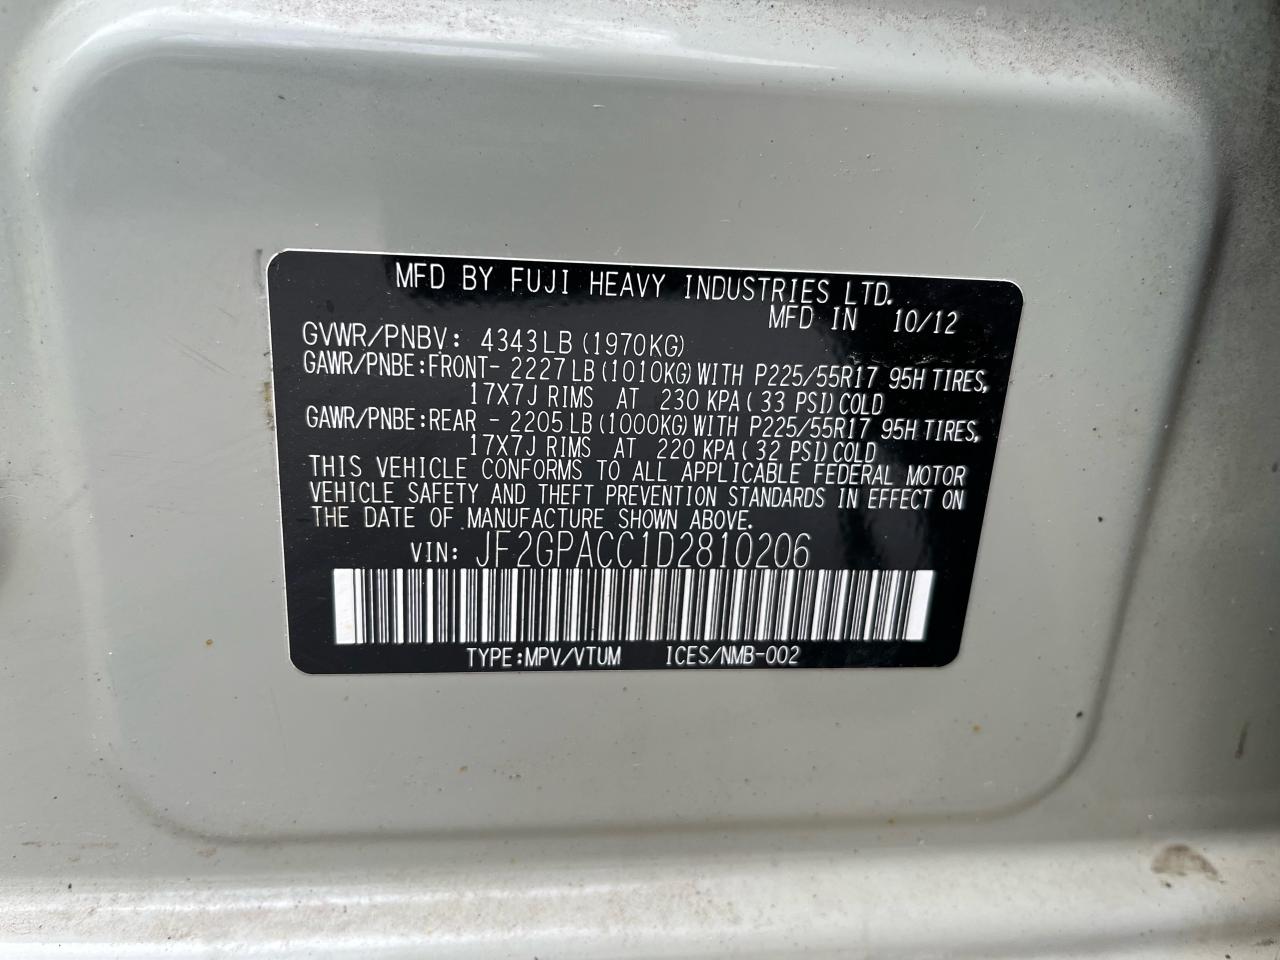 MFD BY FUJI HEAVY INDUSTRIES LTD.
MFD IN 10/12
GVWR/PNBV: 4343LB (1970KG)
GAWR/PNBE:FRONT- 2227LB (1010KG) WITH P225/55R17 95H TIRES,
17X7J RIMS AT 230 KPA ( 33 PSI) COLD
GAWR/PNBE:REAR - 2205LB (1000KG) WITH P225/55R17 95H TIRES,
17X7J RIMS AT 220 KPA ( 32 PSI) COLD
THIS VEHICLE CONFORMS TO ALL APPLICABLE FEDERAL MOTOR
VEHICLE SAFETY AND THEFT PREVENTION STANDARDS IN EFFECT ON
THE DATE OF MANUFACTURE SHOWN ABOVE.
VIN: JF2GPACC1D2810206
TYPE:MPV/VTUM ICES/NMB-002